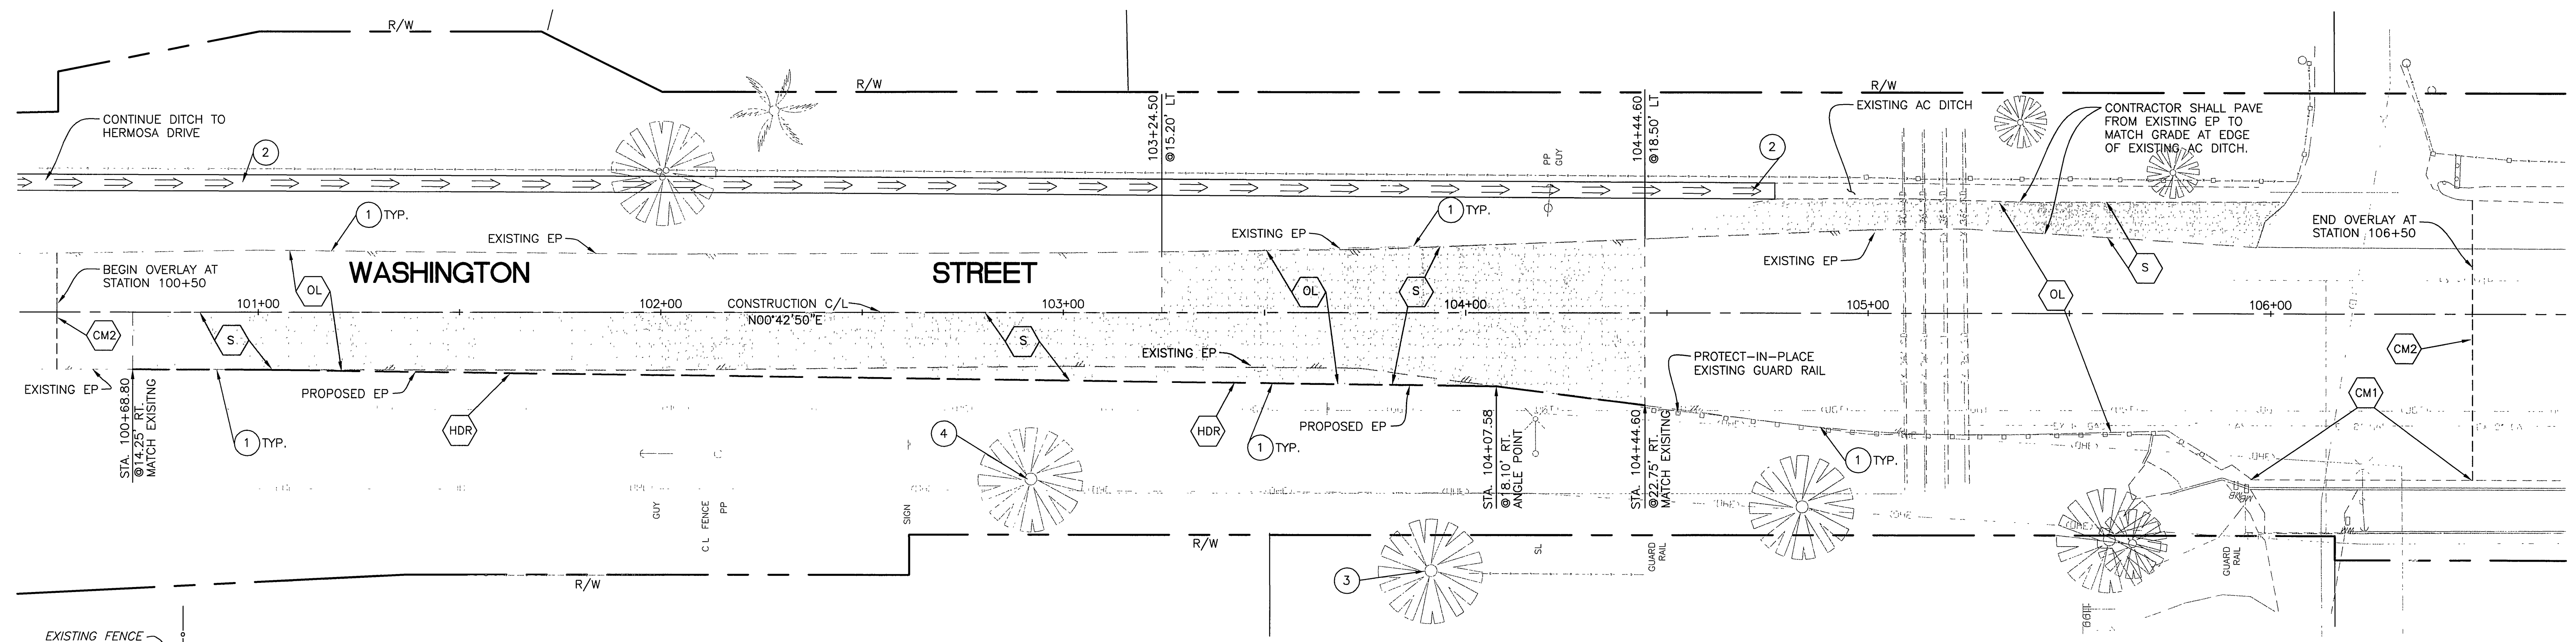 R/W
R/W
R/W
CONTINUE DITCH TO
HERMOSA DRIVE
2
103+24.50
@15.20' LT
PP
GUY
104+44.60
@18.50' LT
2
EXISTING AC DITCH
CONTRACTOR SHALL PAVE
FROM EXISTING EP TO
MATCH GRADE AT EDGE
OF EXISTING AC DITCH.
1 TYP.
1 TYP.
EXISTING EP
EXISTING EP
EXISTING EP
END OVERLAY AT
STATION 106+50
BEGIN OVERLAY AT
STATION 100+50
WASHINGTON STREET
OL
OL
S
OL
S
101+00
102+00
CONSTRUCTION C/L
N00°42'50"E
103+00
104+00
105+00
106+00
CM2
S
S
EXISTING EP
CM2
EXISTING EP
PROPOSED EP
PROTECT-IN-PLACE
EXISTING GUARD RAIL
CM1
STA. 100+68.80
@14.25' RT.
MATCH EXISITNG
1 TYP.
HDR
4
HDR
1 TYP.
PROPOSED EP
STA. 104+07.58
@18.10' RT.
ANGLE POINT
STA. 104+44.60
@22.75' RT.
MATCH EXISITNG
1 TYP.
GUY
C L FENCE
PP
SIGN
R/W
R/W
3
SL
GUARD
RAIL
GUARD
RAIL
EXISTING FENCE